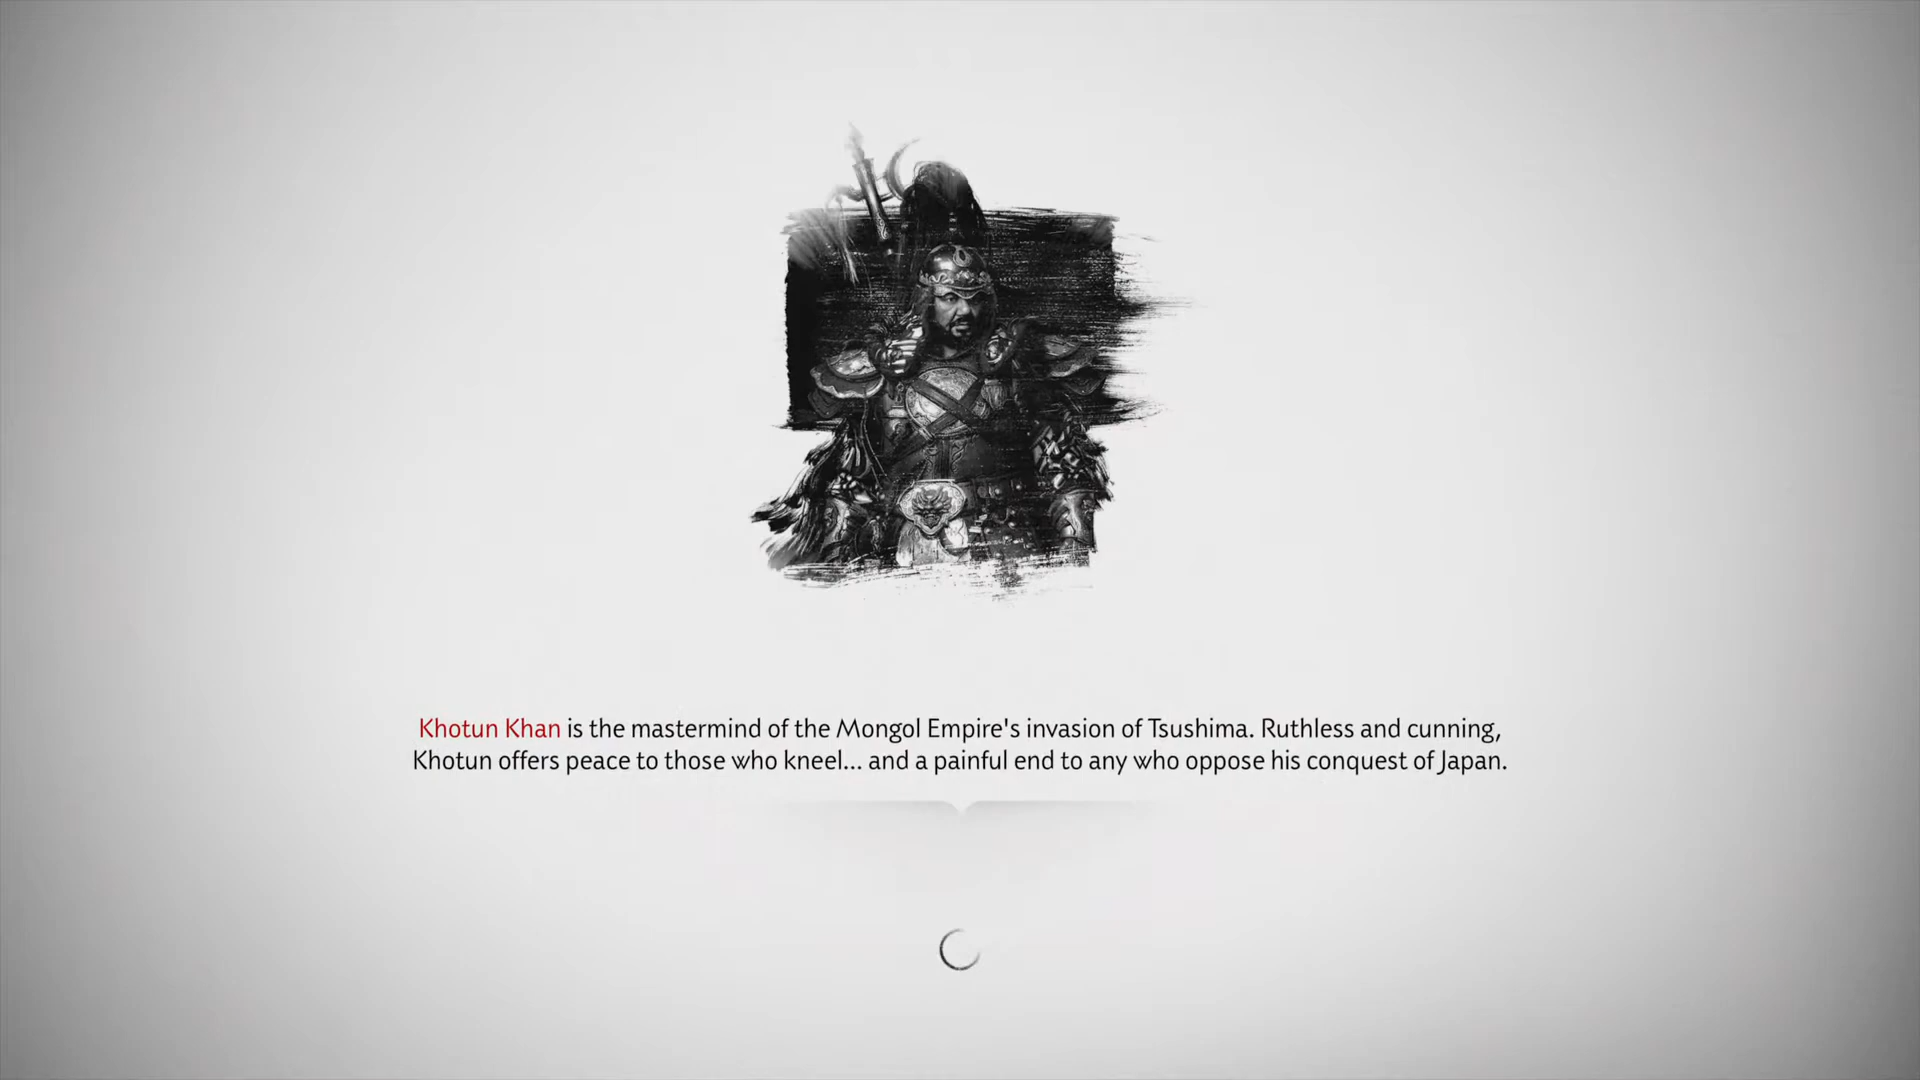 Khotun Khan is the mastermind of the Mongol Empire's invasion of Tsushima. Ruthless and cunning,
Khotun offers peace to those who kneel... and a painful end to any who oppose his conquest of Japan.